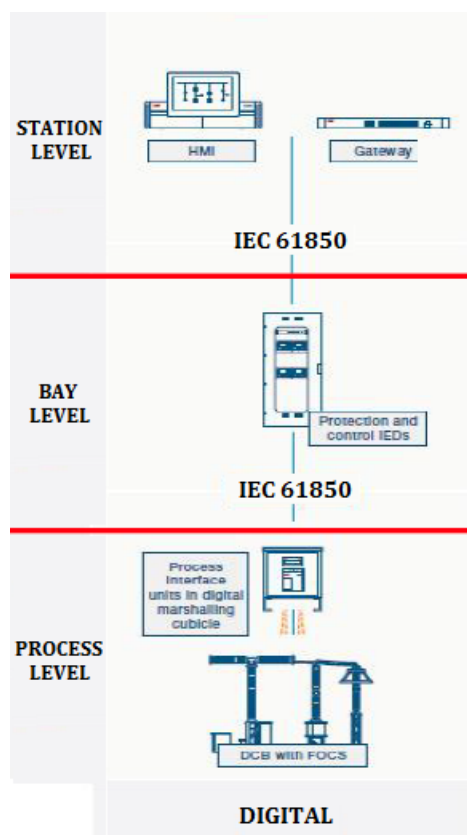 STATION
LEVEL
HMI
Gateway
IEC 61850
BAY
LEVEL
Protection and
control IEDs
IEC 61850
PROCESS
LEVEL
Process
Interface
units in digital
marshalling
cubicle
DCB with FOCS
DIGITAL